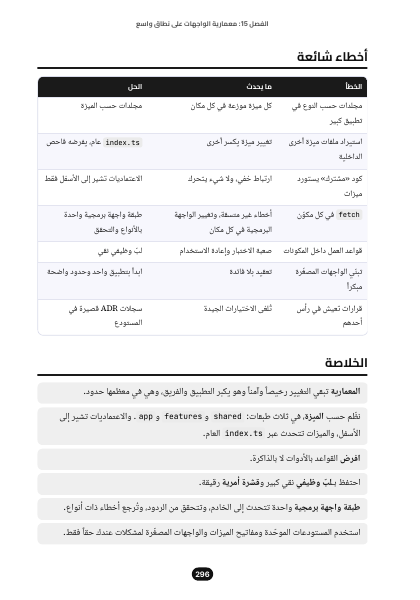 الفصل 15: معمارية الواجهات على نطاق واسع
أخطاء شائعة
الخطأ ما يحدث الحل
مجلدات حسب النوع في كل ميزة موزعة في كل مكان مجلدات حسب الميزة
تطبيق كبير
استيراد ملفات ميزة أخرى تغيير ميزة يكسر أخرى index.ts عام، يفرضه فاحص
الداخلية
كود «مشترك» يستورد ارتباط خفي، ولا شيء يتحرك الاعتماديات تشير إلى الأسفل فقط
ميزات
fetch في كل مكوّن أخطاء غير متسقة، وتغيير الواجهة طبقة واجهة برمجية واحدة
البرمجية في كل مكان بالأنواع والتحقق
قواعد العمل داخل المكونات صعبة الاختبار وإعادة الاستخدام لبّ وظيفي نقي
تبنّي الواجهات المصغّرة تعقيد بلا فائدة ابدأ بتطبيق واحد وحدود واضحة
مبكراً
قرارات تعيش في رأس تُلغى الاختيارات الجيدة سجلات ADR قصيرة في
أحدهم المستودع
الخلاصة
المعمارية تبقي التغيير رخيصاً وآمناً وهو يكبر التطبيق والفريق، وهي في معظمها حدود.
نظّم حسب الميزة، في ثلاث طبقات: shared و features و app . والاعتماديات تشير إلى
الأسفل، والميزات تتحدث عبر index.ts العام.
افرض القواعد بالأدوات لا بالذاكرة.
احتفظ بـلبّ وظيفي نقي كبير وقشرة أمرية رقيقة.
طبقة واجهة برمجية واحدة تتحدث إلى الخادم، وتتحقق من الردود، وتُرجع أخطاء ذات أنواع.
استخدم المستودعات الموحّدة ومفاتيح الميزات والواجهات المصغّرة لمشكلات عندك حقاً فقط.
296